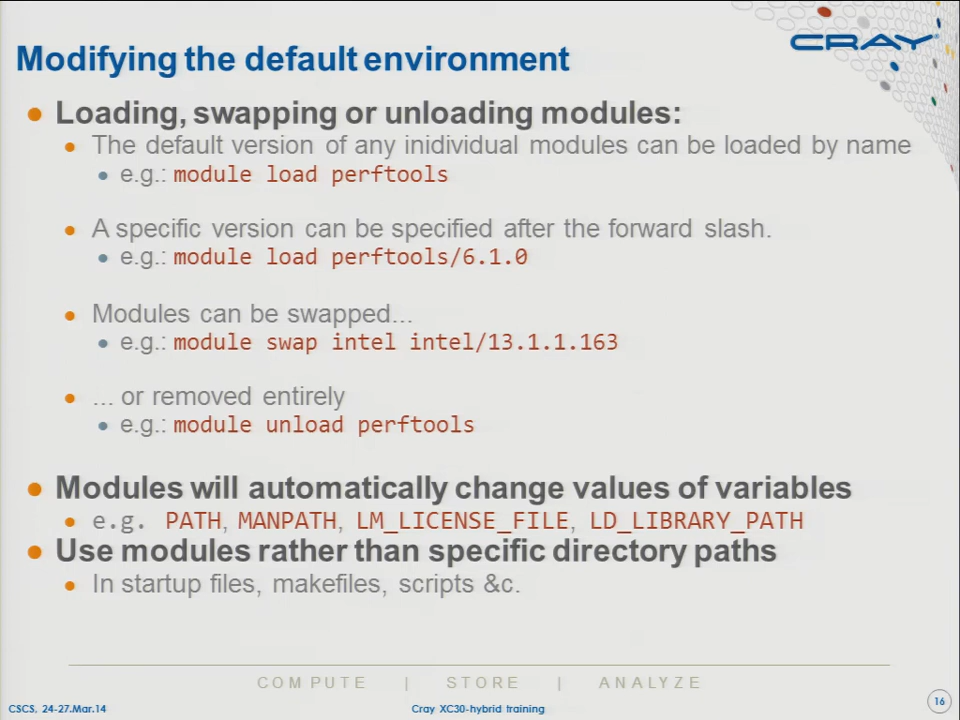 CRAY
Modifying the default environment
● Loading, swapping or unloading modules:
● The default version of any inidividual modules can be loaded by name
● e.g.: module load perftools
● A specific version can be specified after the forward slash.
● e.g.: module load perftools/6.1.0
● Modules can be swapped...
● e.g.: module swap intel intel/13.1.1.163
● ... or removed entirely
● e.g.: module unload perftools
● Modules will automatically change values of variables
● e.g. PATH, MANPATH, LM_LICENSE_FILE, LD_LIBRARY_PATH
● Use modules rather than specific directory paths
● In startup files, makefiles, scripts &c.
COMPUTE | STORE | ANALYZE
CSCS, 24-27.Mar.14
Cray XC30-hybrid training
16